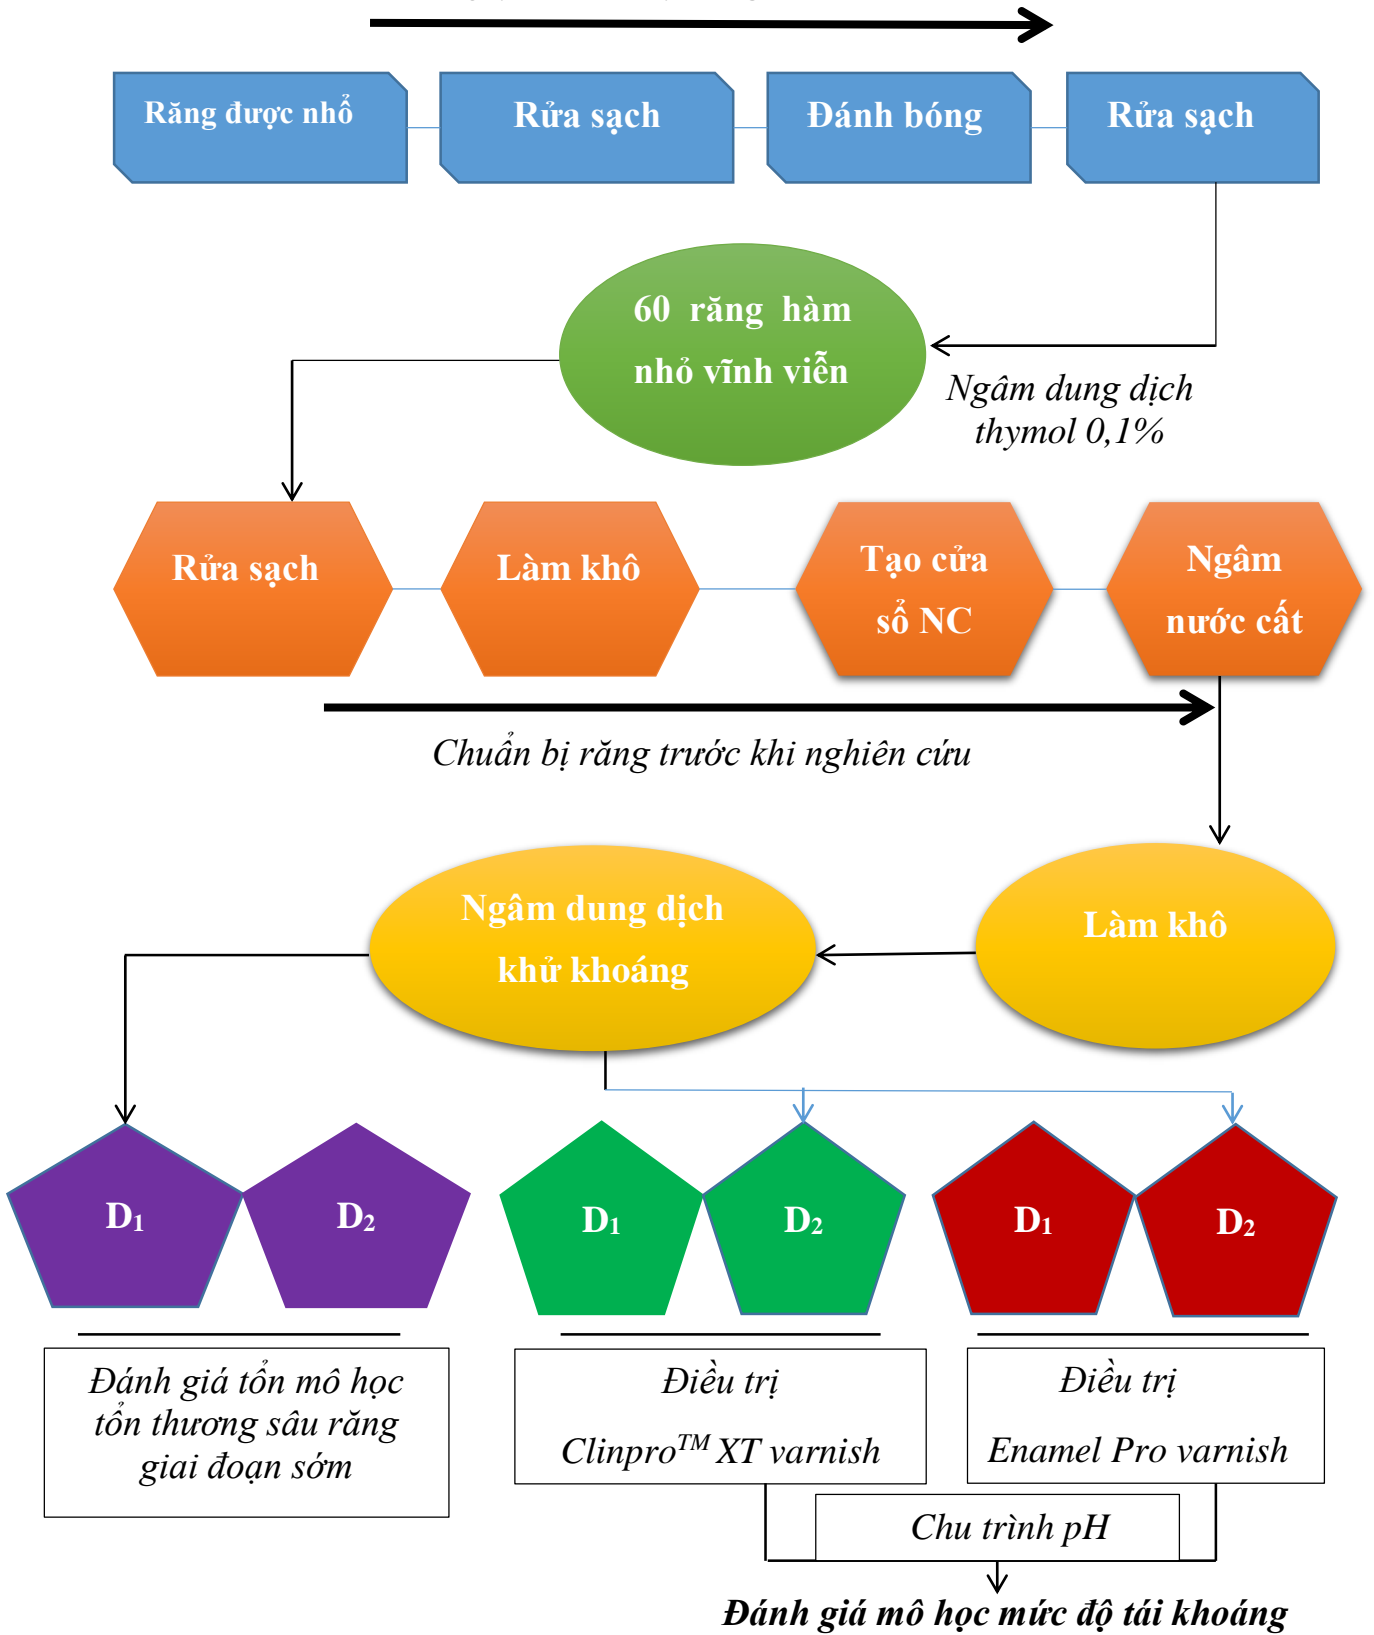 Răng được nhổ
Rửa sạch
Đánh bóng
Rửa sạch
60 răng hàm
nhỏ vĩnh viễn
Ngâm dung dịch
thymol 0,1%
Rửa sạch
Làm khô
Tạo cửa
sổ NC
Ngâm
nước cất
Chuẩn bị răng trước khi nghiên cứu
Ngâm dung dịch
khử khoáng
Làm khô
D₁
D₂
D₁
D₂
D₁
D₂
Đánh giá tổn mô học
tổn thương sâu răng
giai đoạn sớm
Điều trị
Clinpro™ XT varnish
Điều trị
Enamel Pro varnish
Chu trình pH
Đánh giá mô học mức độ tái khoáng